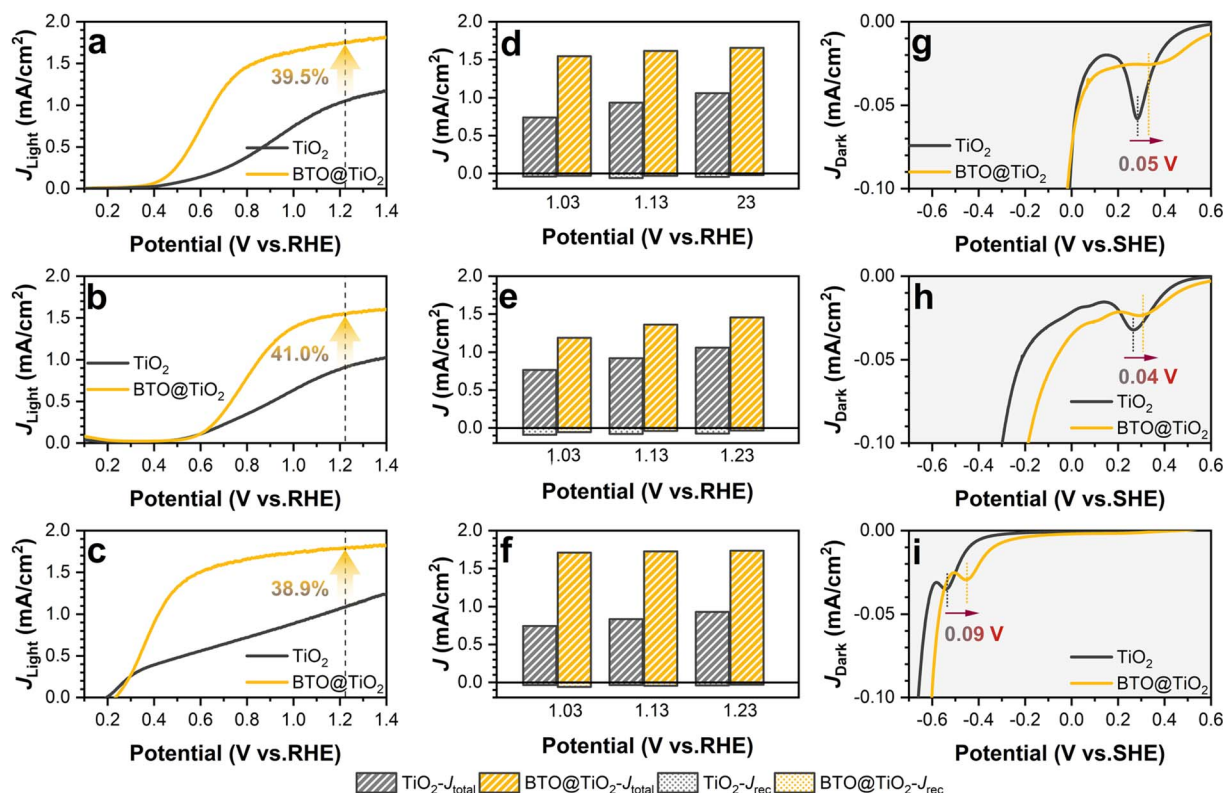 a
2.0
1.5
1.0
0.5
0.0
J_Light (mA/cm²)
39.5%
TiO₂
BTO@TiO₂
0.2 0.4 0.6 0.8 1.0 1.2 1.4
Potential (V vs.RHE)
d
2.0
1.5
1.0
0.5
0.0
J (mA/cm²)
1.03 1.13 23
Potential (V vs.RHE)
g
0.00
-0.05
-0.10
J_Dark (mA/cm²)
TiO₂
BTO@TiO₂
0.05 V
-0.6 -0.4 -0.2 0.0 0.2 0.4 0.6
Potential (V vs.SHE)
b
2.0
1.5
1.0
0.5
0.0
J_Light (mA/cm²)
41.0%
TiO₂
BTO@TiO₂
0.2 0.4 0.6 0.8 1.0 1.2 1.4
Potential (V vs.RHE)
e
2.0
1.5
1.0
0.5
0.0
J (mA/cm²)
1.03 1.13 1.23
Potential (V vs.RHE)
h
0.00
-0.05
-0.10
J_Dark (mA/cm²)
0.04 V
TiO₂
BTO@TiO₂
-0.6 -0.4 -0.2 0.0 0.2 0.4 0.6
Potential (V vs.SHE)
c
2.0
1.5
1.0
0.5
0.0
J_Light (mA/cm²)
38.9%
TiO₂
BTO@TiO₂
0.2 0.4 0.6 0.8 1.0 1.2 1.4
Potential (V vs.RHE)
f
2.0
1.5
1.0
0.5
0.0
J (mA/cm²)
1.03 1.13 1.23
Potential (V vs.RHE)
i
0.00
-0.05
-0.10
J_Dark (mA/cm²)
0.09 V
TiO₂
BTO@TiO₂
-0.6 -0.4 -0.2 0.0 0.2 0.4 0.6
Potential (V vs.SHE)
TiO₂-J_total BTO@TiO₂-J_total TiO₂-J_rec BTO@TiO₂-J_rec